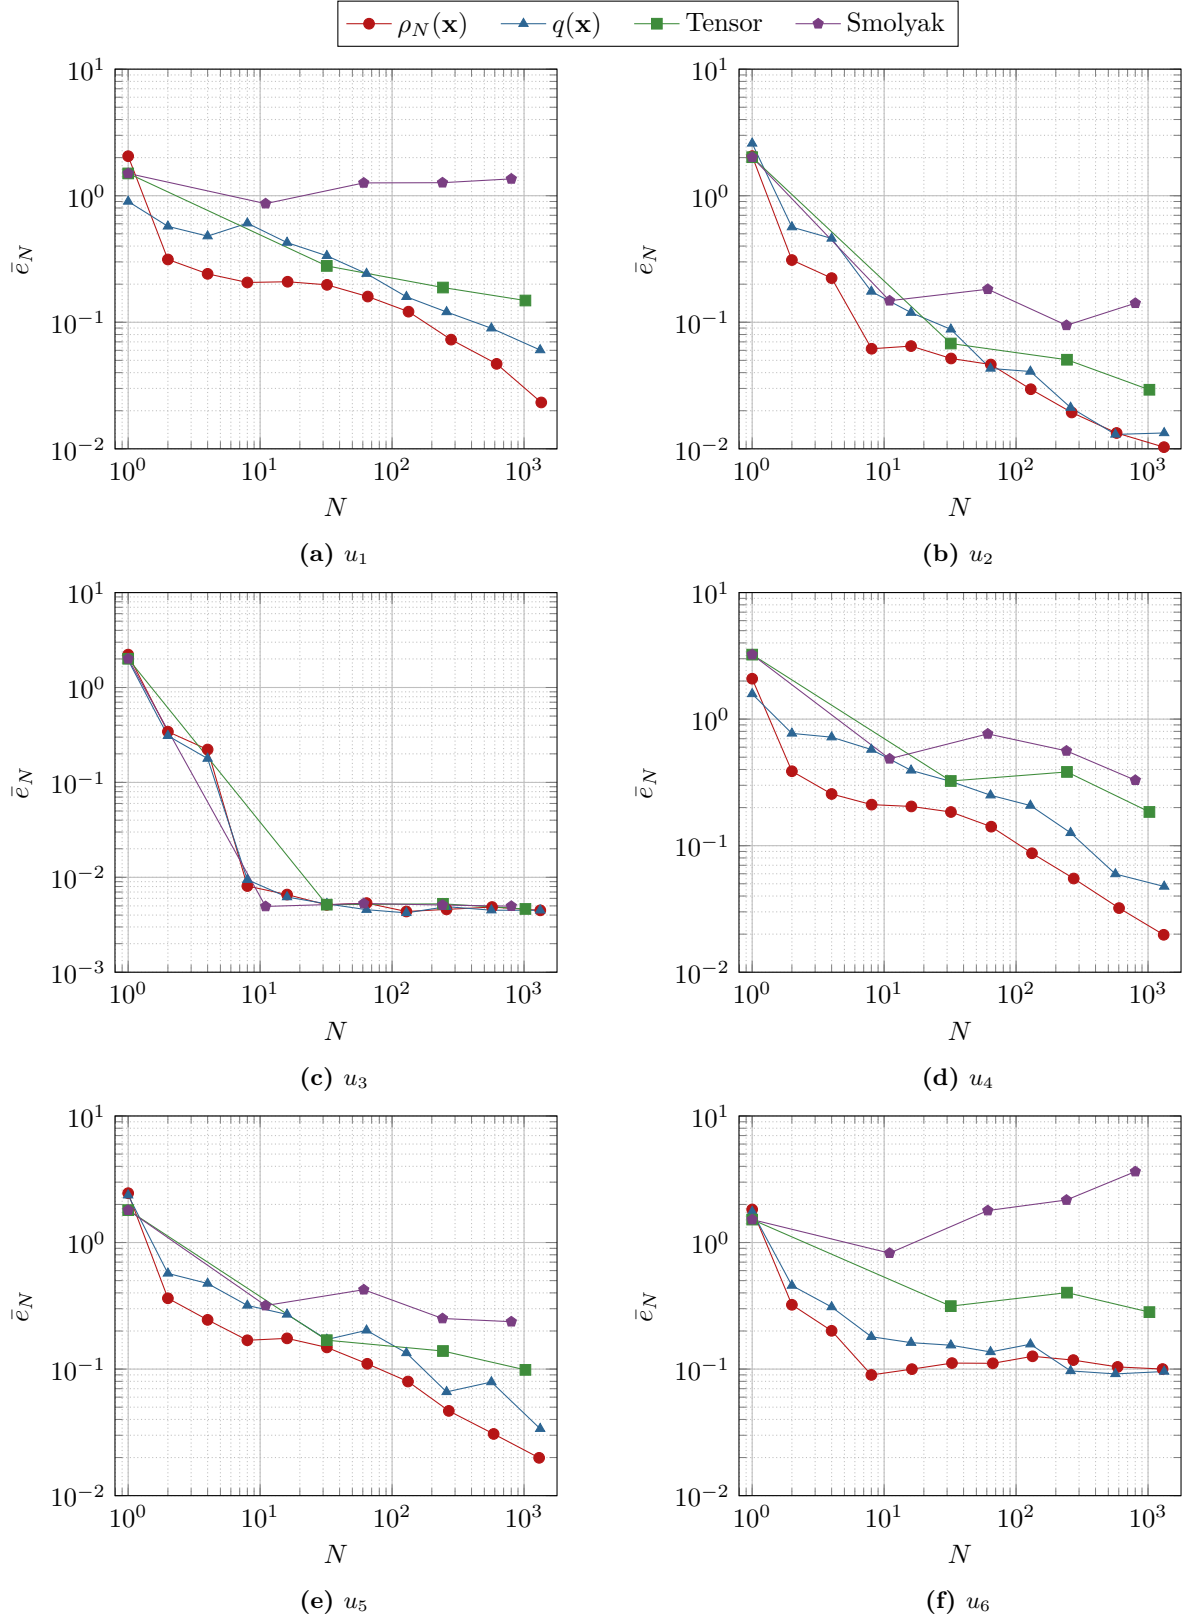 ρ_N(x) q(x) Tensor Smolyak
10^1 10^1
10^0 10^0
ē_N ē_N
10^−1 10^−1
10^−2 10^−2
10^0 10^1 10^2 10^3 10^0 10^1 10^2 10^3
N N
(a) u_1 (b) u_2
10^1 10^1
10^0
10^0
10^−1
ē_N ē_N
10^−1
10^−2
10^−3 10^−2
10^0 10^1 10^2 10^3 10^0 10^1 10^2 10^3
N N
(c) u_3 (d) u_4
10^1 10^1
10^0 10^0
ē_N ē_N
10^−1 10^−1
10^−2 10^−2
10^0 10^1 10^2 10^3 10^0 10^1 10^2 10^3
N N
(e) u_5 (f) u_6